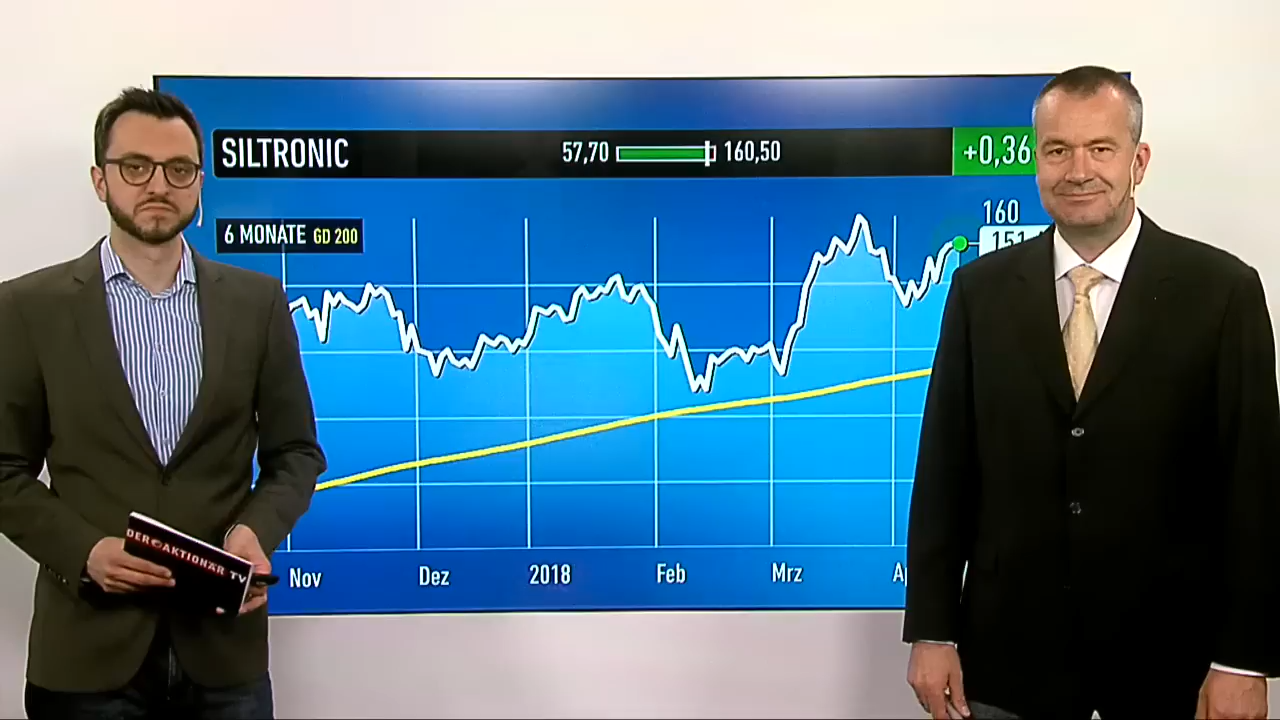 SILTRONIC 57,70 160,50 +0,36
6 MONATE GD 200
160
151
Nov Dez 2018 Feb Mrz
DER AKTIONÄR TV